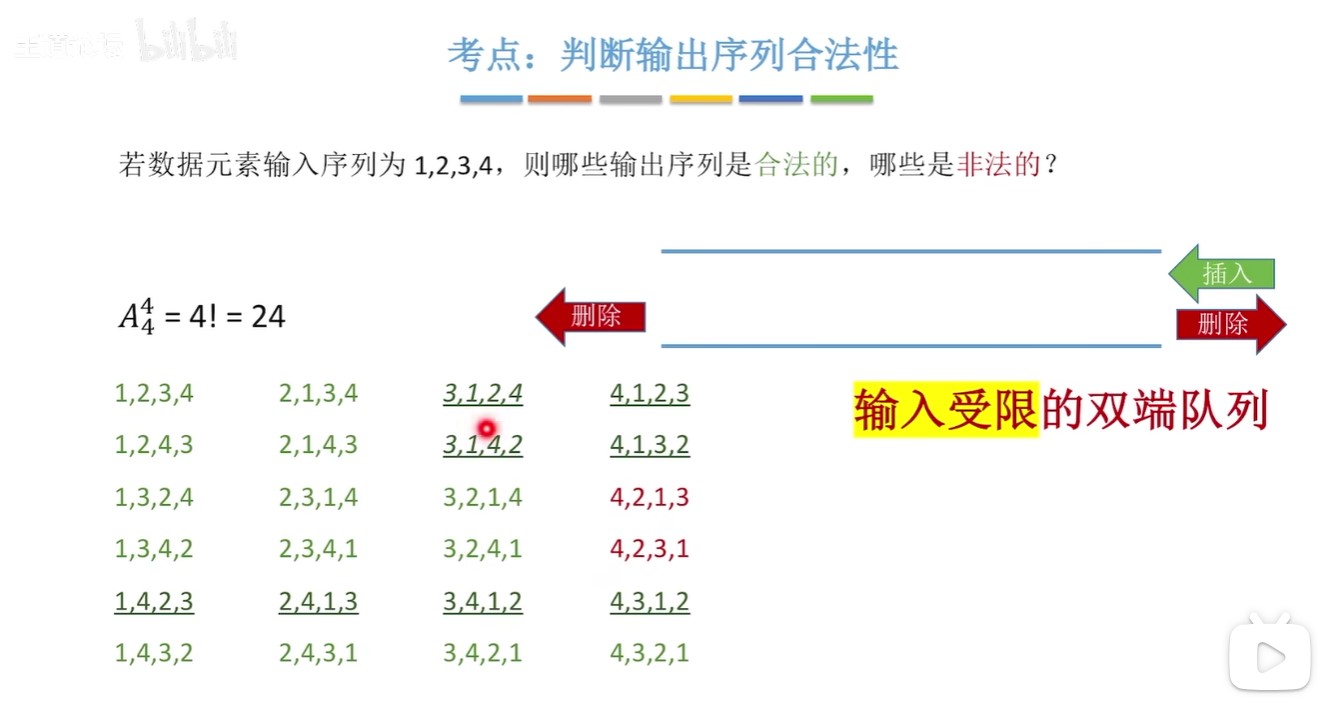 王道论坛 bilibili
考点：判断输出序列合法性
若数据元素输入序列为 1,2,3,4，则哪些输出序列是合法的，哪些是非法的？
插入
删除
删除
A₄⁴ = 4! = 24
1,2,3,4 2,1,3,4 3,1,2,4 4,1,2,3
输入受限的双端队列
1,2,4,3 2,1,4,3 3,1,4,2 4,1,3,2
1,3,2,4 2,3,1,4 3,2,1,4 4,2,1,3
1,3,4,2 2,3,4,1 3,2,4,1 4,2,3,1
1,4,2,3 2,4,1,3 3,4,1,2 4,3,1,2
1,4,3,2 2,4,3,1 3,4,2,1 4,3,2,1